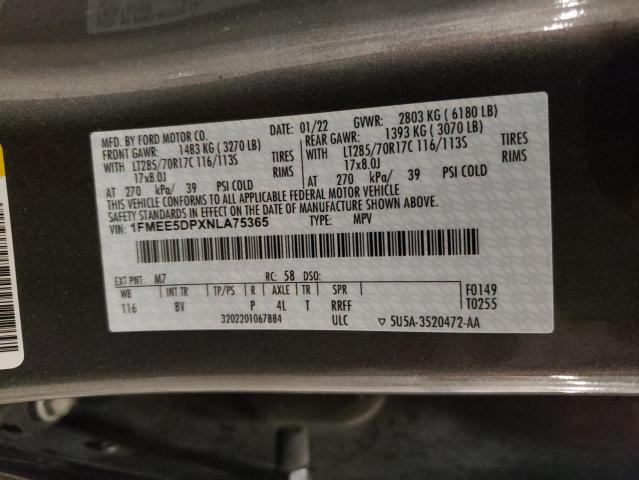 MFD. BY FORD MOTOR CO. DATE: 01/22 GVWR: 2803 KG (6180 LB)
FRONT GAWR: 1483 KG (3270 LB) REAR GAWR: 1393 KG (3070 LB)
WITH LT285/70R17C 116/113S TIRES WITH LT285/70R17C 116/113S TIRES
17x8.0J RIMS 17x8.0J RIMS
AT 270 kPa/ 39 PSI COLD AT 270 kPa/ 39 PSI COLD
THIS VEHICLE CONFORMS TO ALL APPLICABLE FEDERAL MOTOR VEHICLE
SAFETY STANDARDS IN EFFECT ON THE DATE OF MANUFACTURE SHOWN ABOVE.
VIN: 1FMEE5DPXNLA75365 TYPE: MPV
EXT PNT: M7 RC: 58 DSO:
WB INT TR TP/PS R AXLE TR SPR F0149
116 8V P 4L T RRFF T0255
3202201067884 ULC ▽ 5U5A-3520472-AA